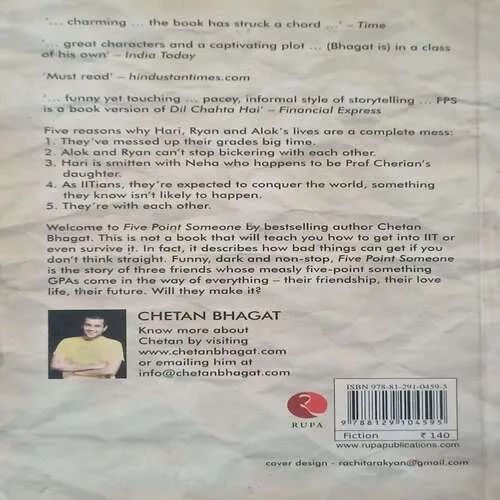 '... charming ... the book has struck a chord ...' – Time
'... great characters and a captivating plot ... (Bhagat is) in a class
of his own' – India Today
'Must read' – hindustantimes.com
'... funny yet touching ... pacey, informal style of storytelling ... FPS
is a book version of Dil Chahta Hai' – Financial Express
Five reasons why Hari, Ryan and Alok's lives are a complete mess:
1. They've messed up their grades big time.
2. Alok and Ryan can't stop bickering with each other.
3. Hari is smitten with Neha who happens to be Prof Cherian's
daughter.
4. As IITians, they're expected to conquer the world, something
they know isn't likely to happen.
5. They're with each other.
Welcome to Five Point Someone by bestselling author Chetan
Bhagat. This is not a book that will teach you how to get into IIT or
even survive it. In fact, it describes how bad things can get if you
don't think straight. Funny, dark and non-stop, Five Point Someone
is the story of three friends whose measly five-point something
GPAs come in the way of everything – their friendship, their love
life, their future. Will they make it?
CHETAN BHAGAT
Know more about
Chetan by visiting
www.chetanbhagat.com
or emailing him at
info@chetanbhagat.com
RUPA
ISBN 978-81-291-0459-5
9 788129 104595
Fiction ₹ 140
www.rupapublications.com
cover design - rachitarakyan@gmail.com